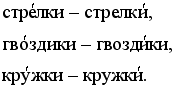 стре́лки – стрелки́,
гво́здики – гвозди́ки,
кру́жки – кружки́.